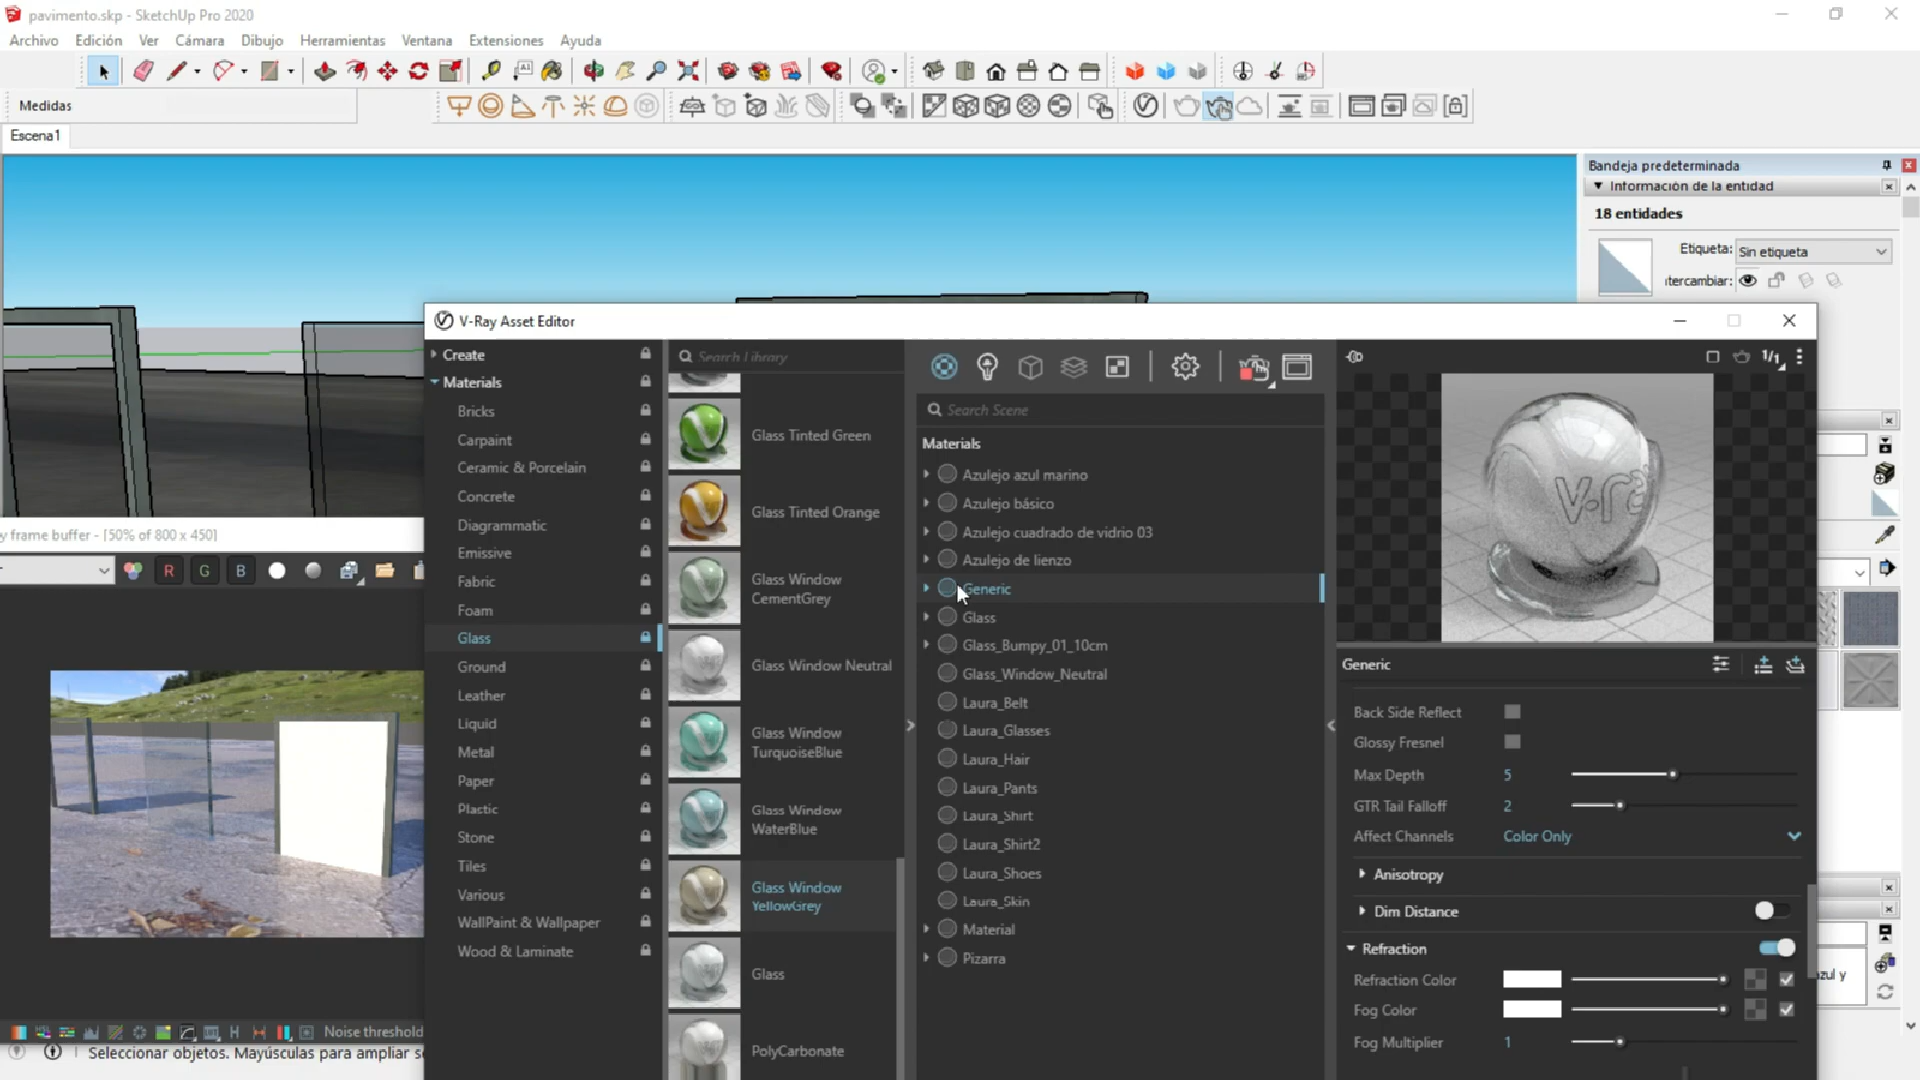 pavimento.skp - SketchUp Pro 2020
Archivo Edición Ver Cámara Dibujo Herramientas Ventana Extensiones Ayuda
Medidas
Escena1
Bandeja predeterminada
Información de la entidad
18 entidades
Etiqueta: Sin etiqueta
ntercambiar:
V-Ray Asset Editor
Create
Materials
Bricks
Carpaint
Ceramic & Porcelain
Concrete
Diagrammatic
Emissive
Fabric
Foam
Glass
Ground
Leather
Liquid
Metal
Paper
Plastic
Stone
Tiles
Various
WallPaint & Wallpaper
Wood & Laminate
Search Library
Glass Tinted Green
Glass Tinted Orange
Glass Window
CementGrey
Glass Window Neutral
Glass Window
TurquoiseBlue
Glass Window
WaterBlue
Glass Window
YellowGrey
Glass
PolyCarbonate
Search Scene
Materials
Azulejo azul marino
Azulejo básico
Azulejo cuadrado de vidrio 03
Azulejo de lienzo
Generic
Glass
Glass_Bumpy_01_10cm
Glass_Window_Neutral
Laura_Belt
Laura_Glasses
Laura_Hair
Laura_Pants
Laura_Shirt
Laura_Shirt2
Laura_Shoes
Laura_Skin
Material
Pizarra
1/1
v-ra
Generic
Back Side Reflect
Glossy Fresnel
Max Depth 5
GTR Tail Falloff 2
Affect Channels Color Only
Anisotropy
Dim Distance
Refraction
Refraction Color
Fog Color
Fog Multiplier 1
azul y
y frame buffer - [50% of 800 x 450]
R G B
Noise threshold
Seleccionar objetos. Mayúsculas para ampliar s